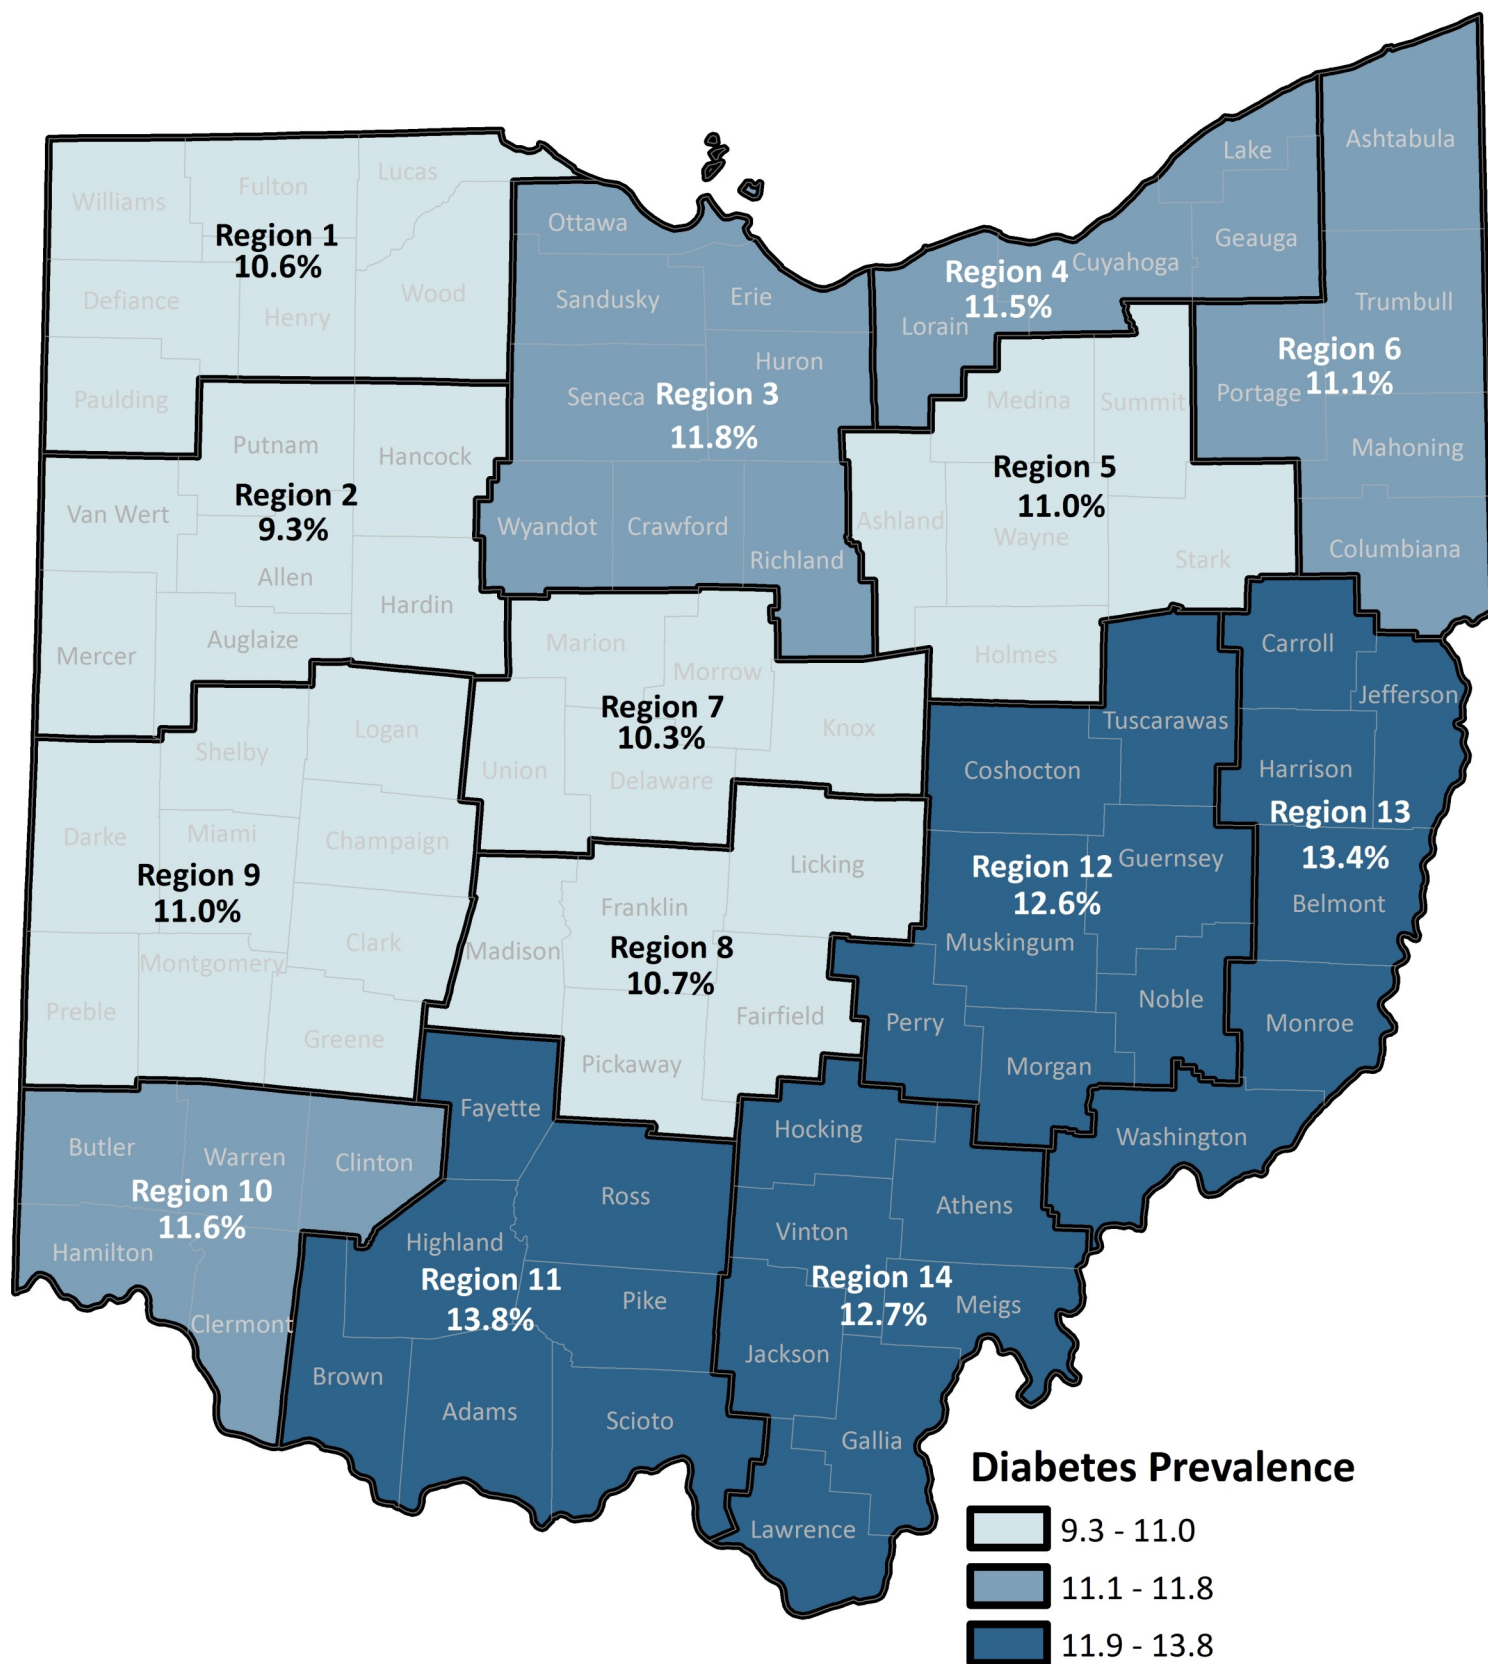 Williams
Fulton
Lucas
Region 1
10.6%
Defiance
Henry
Wood
Paulding
Ottawa
Sandusky
Erie
Huron
Seneca
Region 3
11.8%
Wyandot
Crawford
Richland
Lake
Geauga
Cuyahoga
Region 4
11.5%
Lorain
Ashtabula
Trumbull
Region 6
11.1%
Portage
Mahoning
Columbiana
Putnam
Hancock
Region 2
9.3%
Van Wert
Allen
Hardin
Auglaize
Mercer
Medina
Summit
Region 5
11.0%
Ashland
Wayne
Stark
Holmes
Marion
Morrow
Region 7
10.3%
Knox
Union
Delaware
Logan
Shelby
Darke
Miami
Champaign
Region 9
11.0%
Clark
Montgomery
Preble
Greene
Licking
Franklin
Madison
Region 8
10.7%
Fairfield
Pickaway
Tuscarawas
Coshocton
Guernsey
Region 12
12.6%
Muskingum
Noble
Perry
Morgan
Carroll
Jefferson
Harrison
Region 13
13.4%
Belmont
Monroe
Butler
Warren
Clinton
Region 10
11.6%
Hamilton
Clermont
Fayette
Ross
Highland
Region 11
13.8%
Pike
Brown
Adams
Scioto
Hocking
Washington
Athens
Vinton
Region 14
12.7%
Meigs
Jackson
Gallia
Lawrence
Diabetes Prevalence
9.3 - 11.0
11.1 - 11.8
11.9 - 13.8